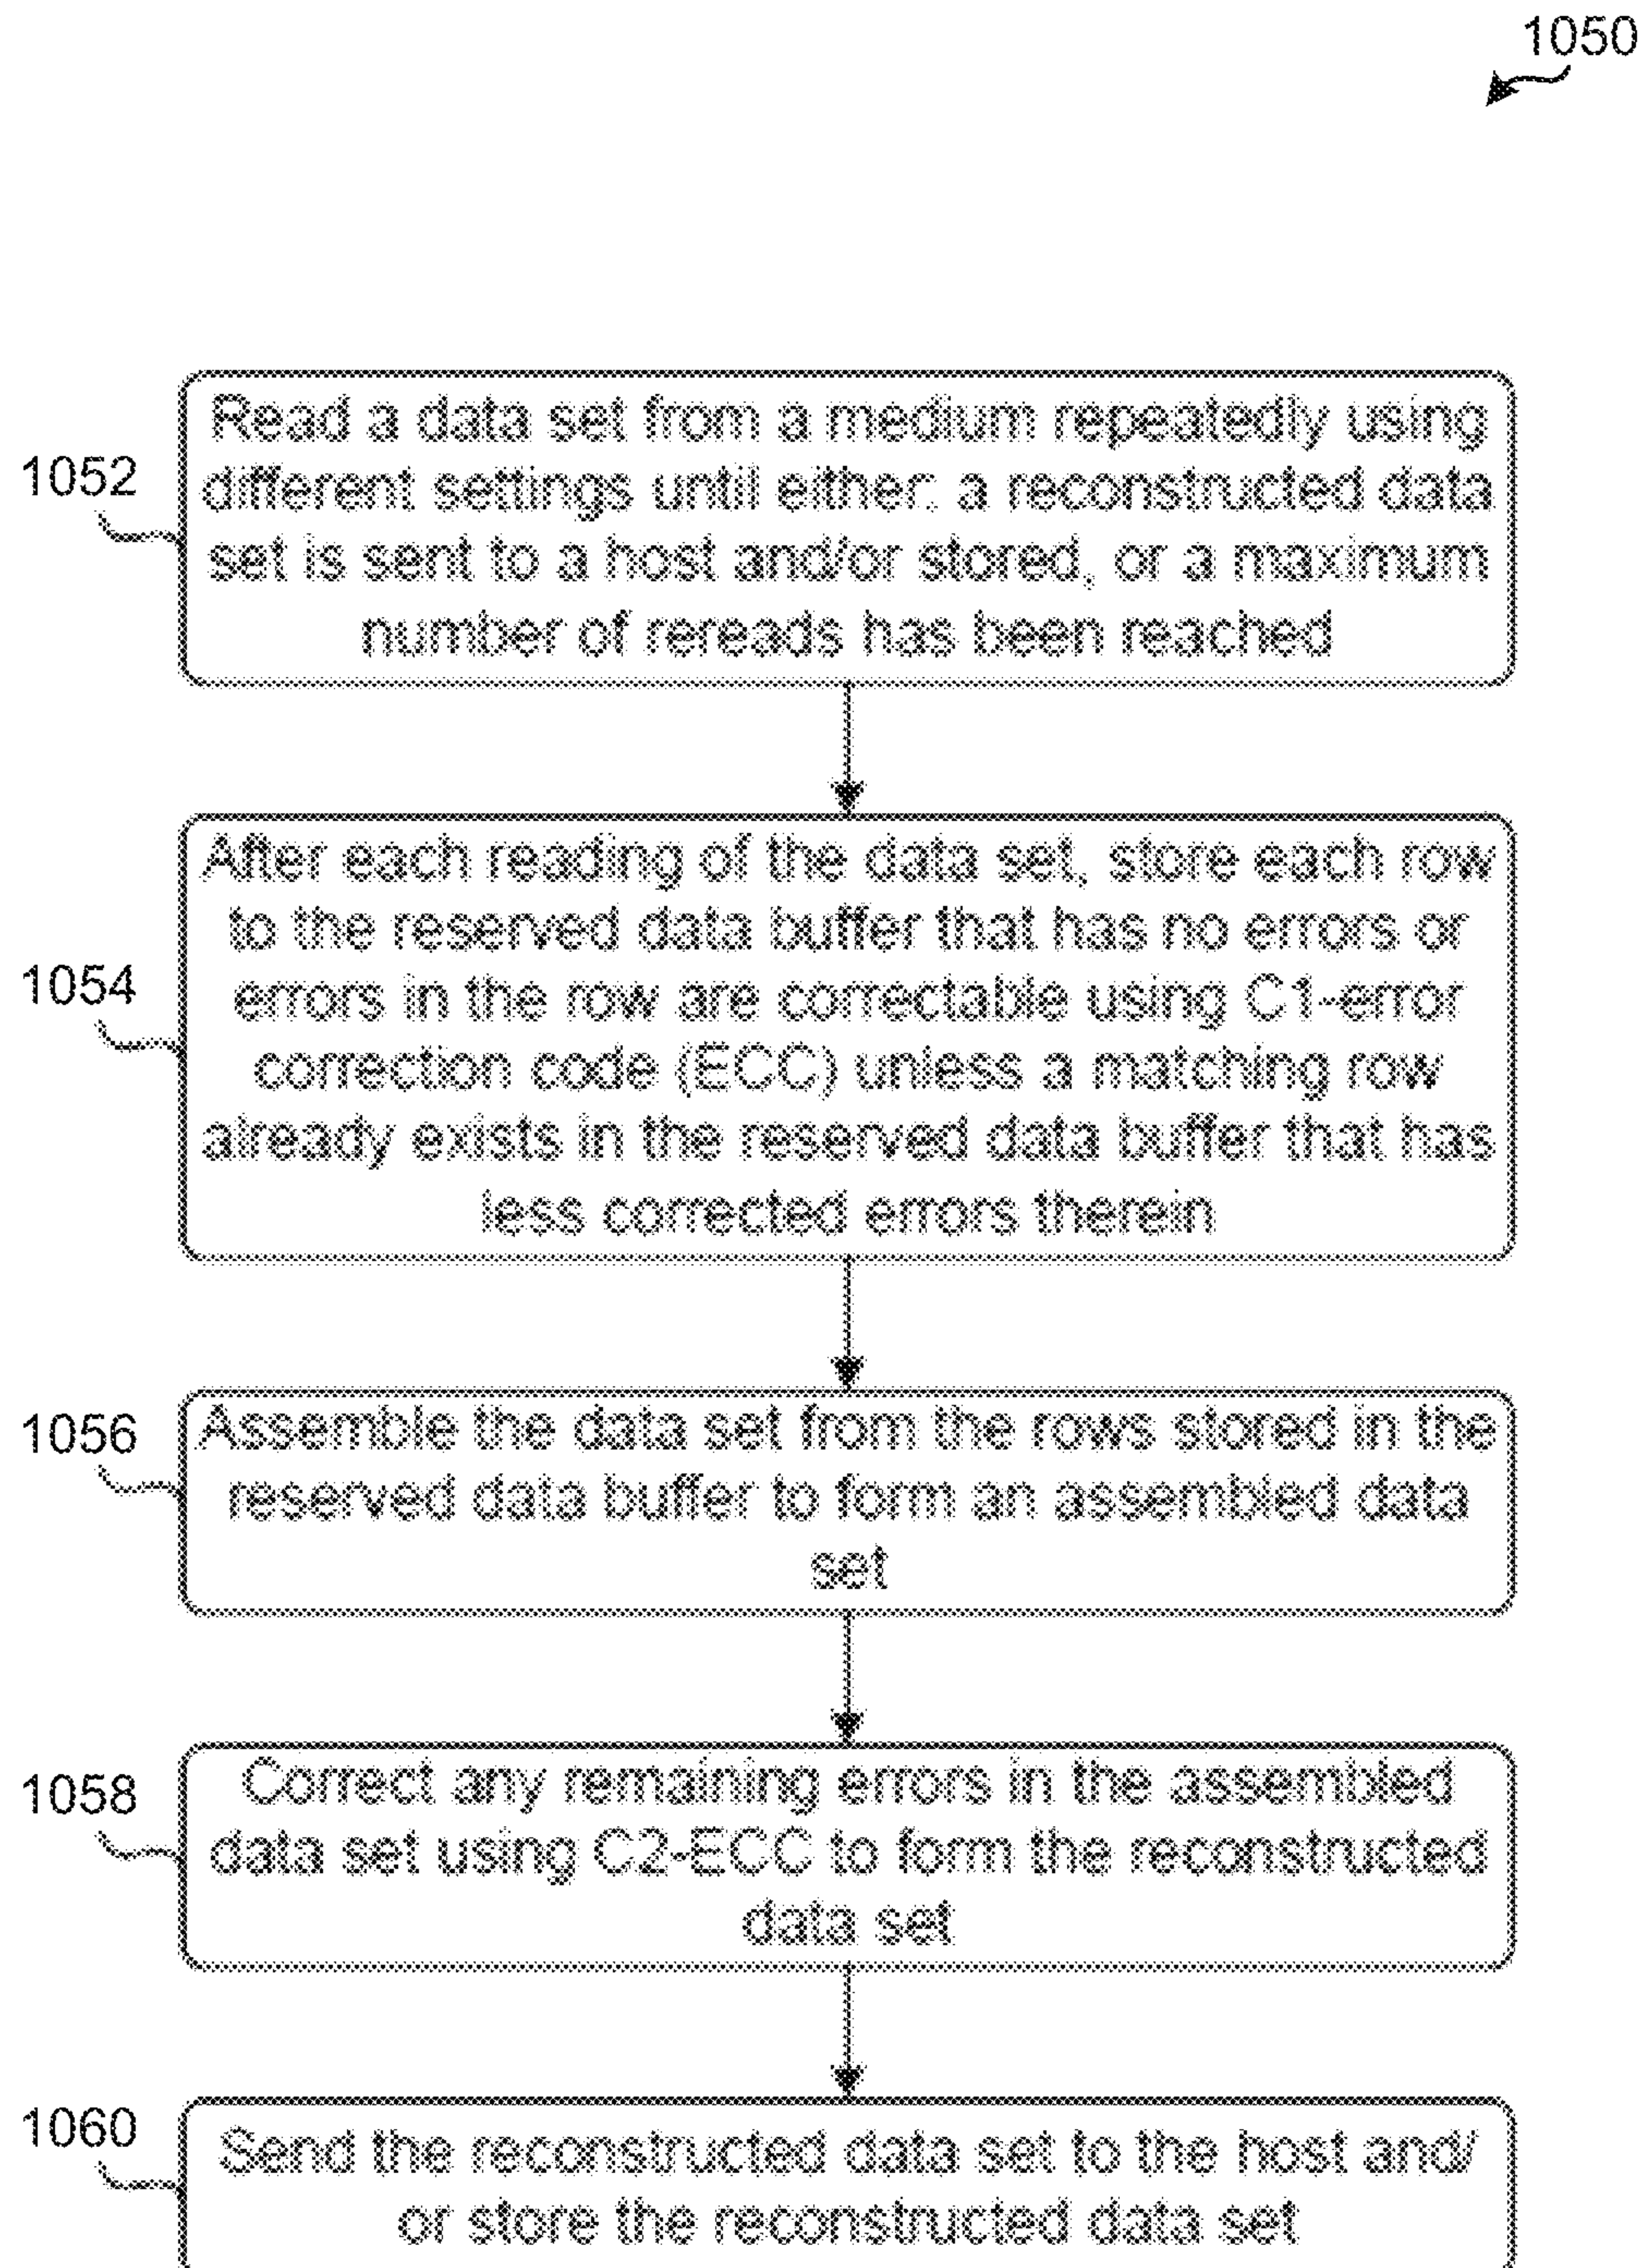 1050
Read a data set from a medium repeatedly using
1052
different settings until either: a reconstructed data
set is sent to a host and/or stored, or a maximum
number of rereads has been reached
After each reading of the data set, store each row
to the reserved data buffer that has no errors or
1054
errors in the row are correctable using C1-error
correction code (ECC) unless a matching row
already exists in the reserved data buffer that has
less corrected errors therein
1056
Assemble the data set from the rows stored in the
reserved data buffer to form an assembled data
set
1058
Correct any remaining errors in the assembled
data set using C2-ECC to form the reconstructed
data set
1060
Send the reconstructed data set to the host and/
or store the reconstructed data set